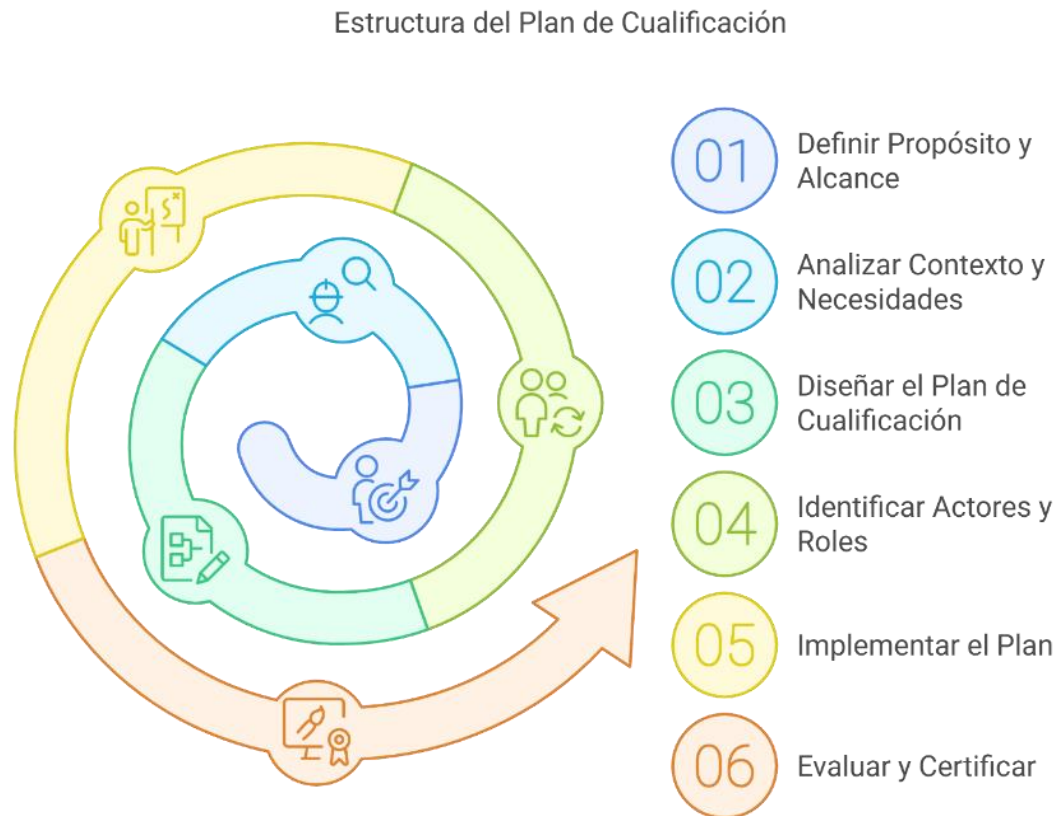 Estructura del Plan de Cualificación
01
Definir Propósito y
Alcance
02
Analizar Contexto y
Necesidades
03
Diseñar el Plan de
Cualificación
04
Identificar Actores y
Roles
05
Implementar el Plan
06
Evaluar y Certificar